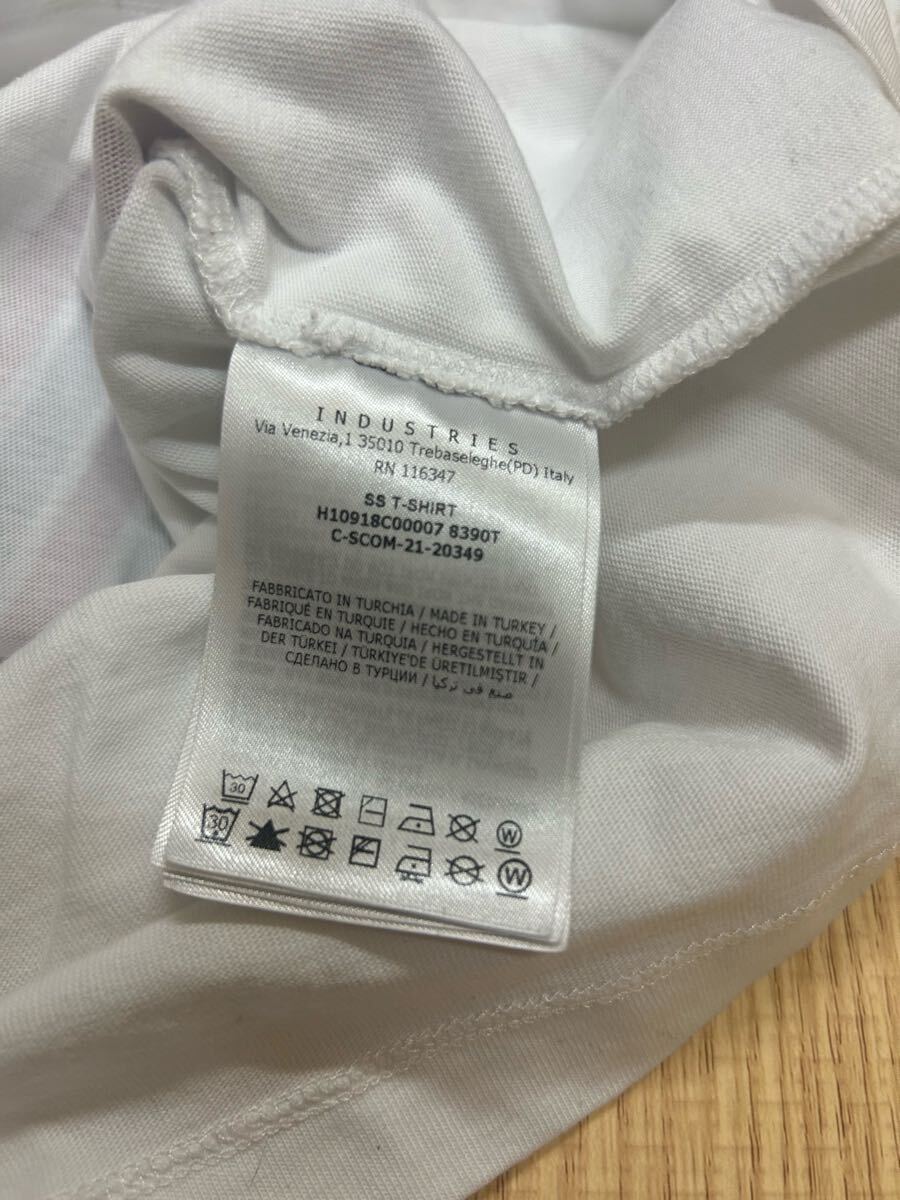 INDUSTRIES
Via Venezia,1 35010 Trebaseleghe(PD) Italy
RN 116347
SS T-SHIRT
H10918C00007 8390T
C-SCOM-21-20349
FABBRICATO IN TURCHIA / MADE IN TURKEY /
FABRIQUÉ EN TURQUIE / HECHO EN TURQUÍA /
FABRICADO NA TURQUIA / HERGESTELLT IN
DER TÜRKEI / TÜRKIYE'DE ÜRETILMIŞTIR /
СДЕЛАНО В ТУРЦИИ / صنع في تركيا
30 W
30 W